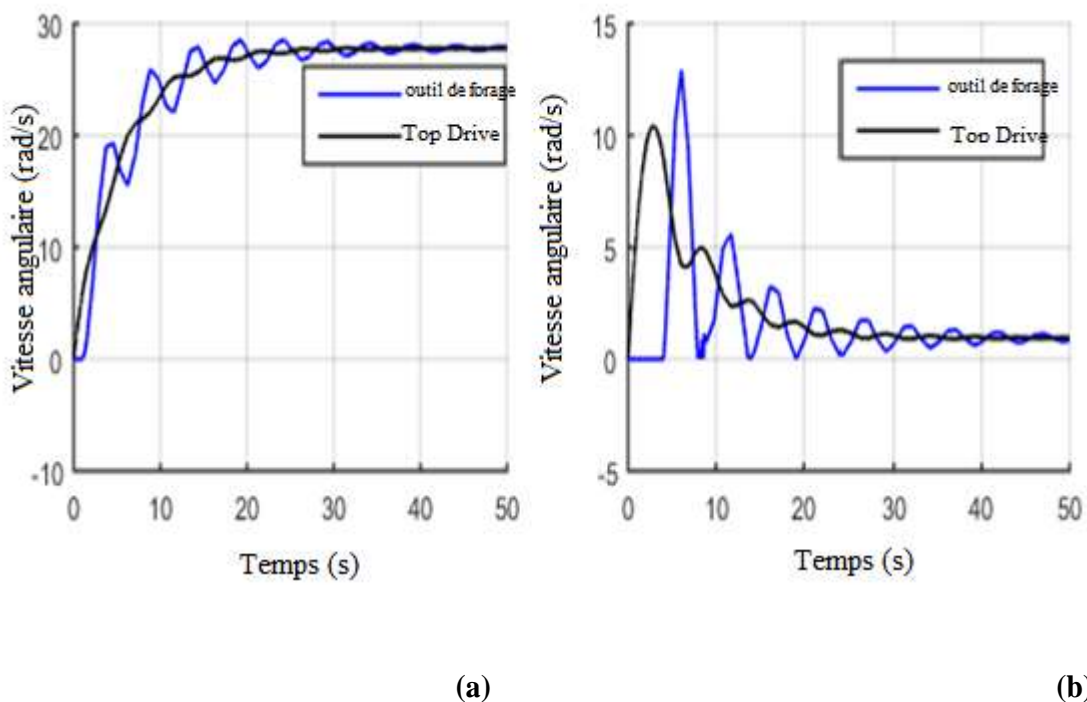 30
20
10
0
-10
0 10 20 30 40 50
Vitesse angulaire (rad/s)
Temps (s)
outil de forage
Top Drive
(a)
15
10
5
0
-5
0 10 20 30 40 50
Vitesse angulaire (rad/s)
Temps (s)
outil de forage
Top Drive
(b)